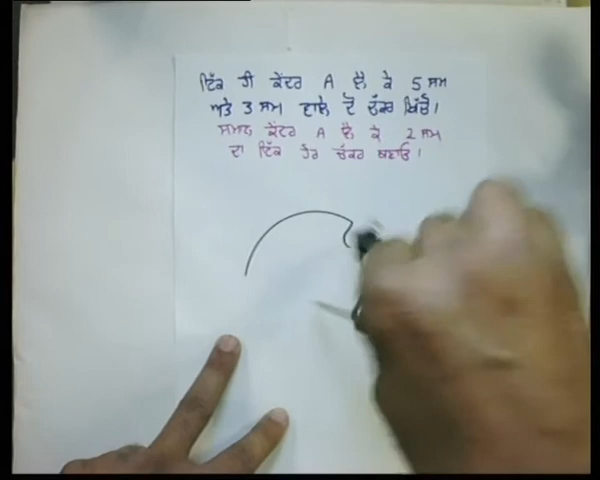 ਇੱਕ ਹੀ ਕੇਂਦਰ A ਲੈ ਕੇ 5 ਸਮ
ਅਤੇ 3 ਸਮ ਵਾਲੇ ਦੋ ਚੱਕਰ ਖਿੱਚੋ।
ਸਮਾਨ ਕੇਂਦਰ A ਲੈ ਕੇ 2 ਸਮ
ਦਾ ਇੱਕ ਹੋਰ ਚੱਕਰ ਬਣਾਓ।